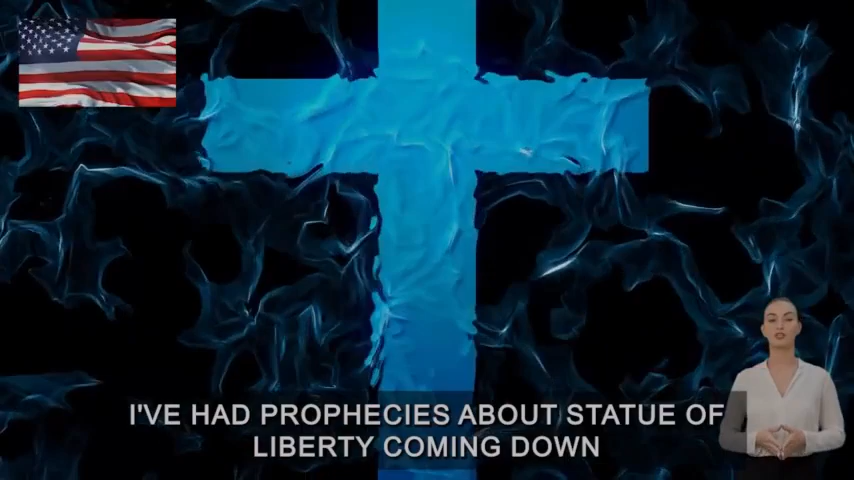 I'VE HAD PROPHECIES ABOUT STATUE OF
LIBERTY COMING DOWN